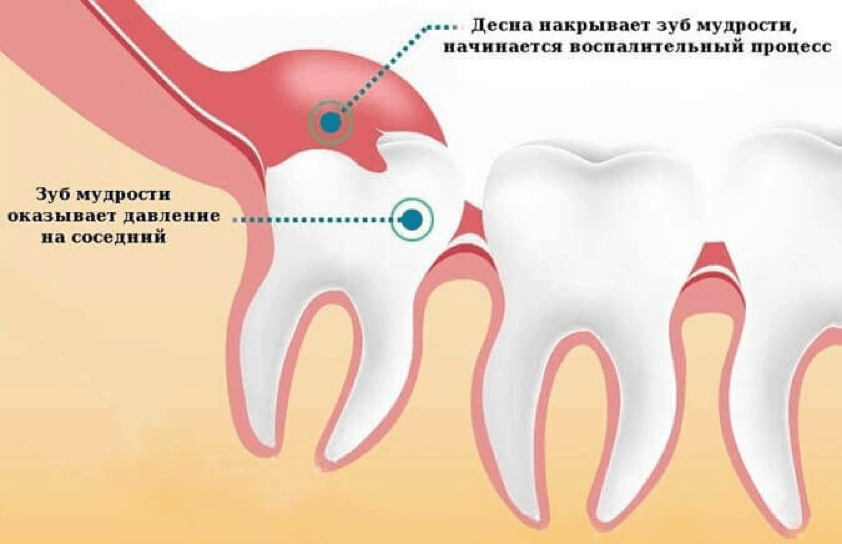 Десна накрывает зуб мудрости,
начинается воспалительный процесс
Зуб мудрости
оказывает давление
на соседний